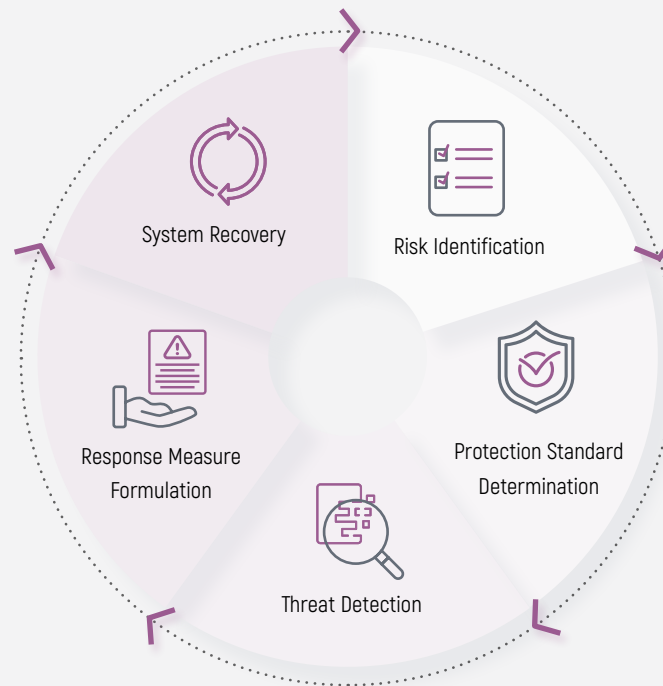 System Recovery
Risk Identification
Protection Standard
Determination
Threat Detection
Response Measure
Formulation